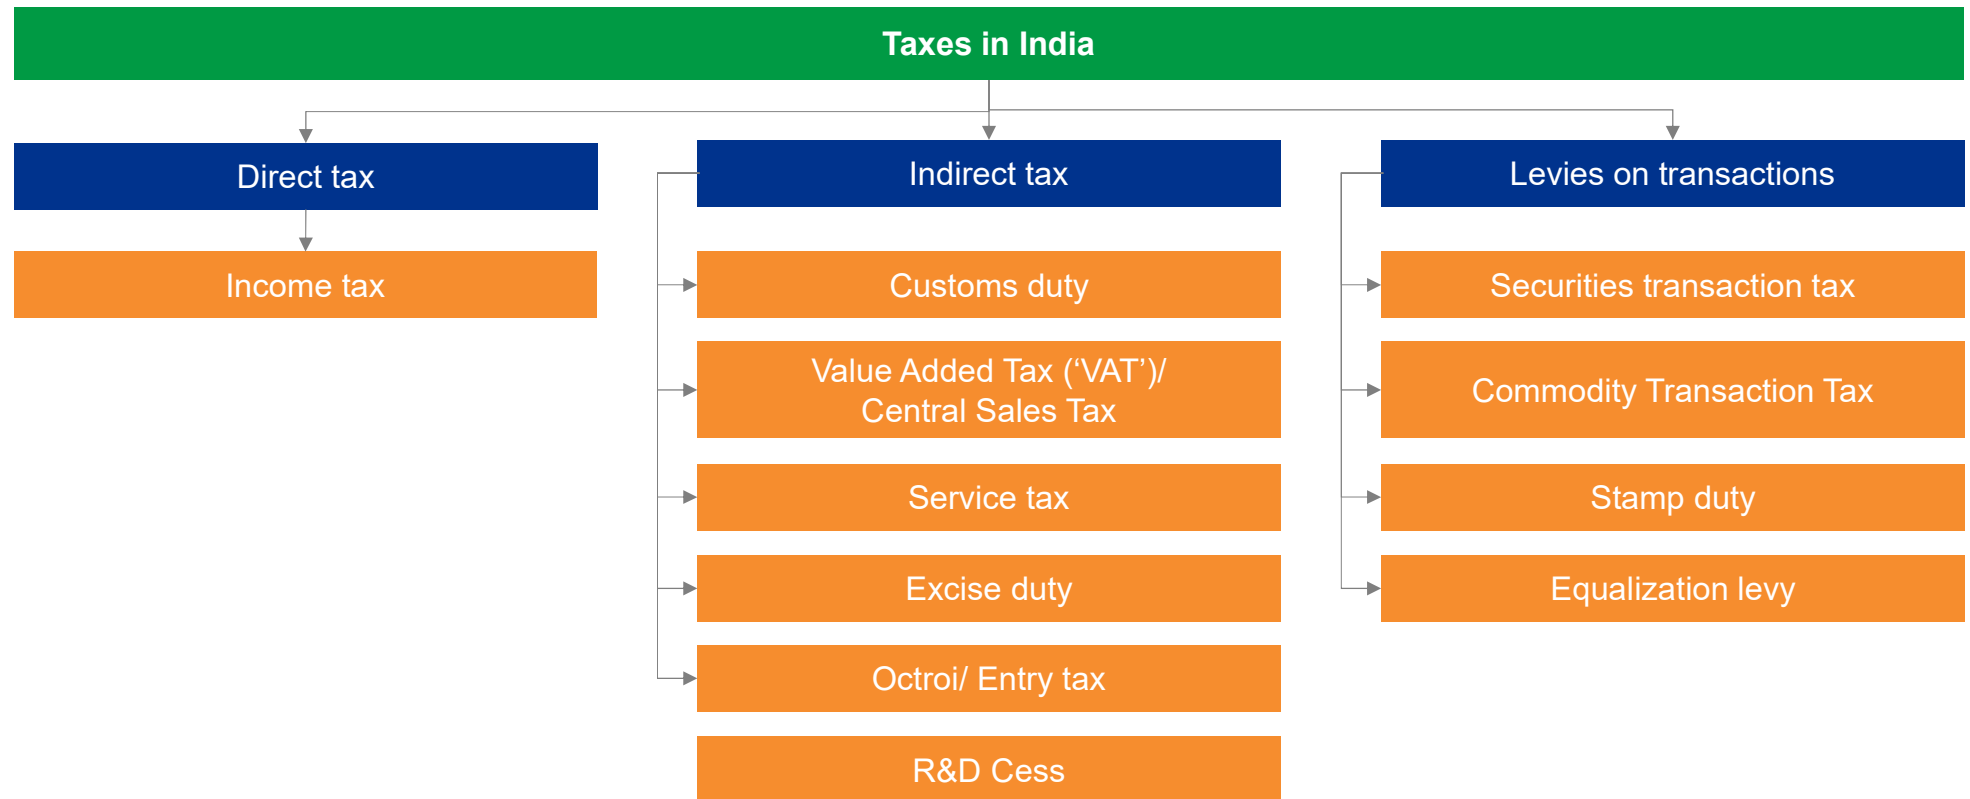 Taxes in India
Direct tax
Income tax
Indirect tax
Customs duty
Value Added Tax (‘VAT’)/
Central Sales Tax
Service tax
Excise duty
Octroi/ Entry tax
R&D Cess
Levies on transactions
Securities transaction tax
Commodity Transaction Tax
Stamp duty
Equalization levy